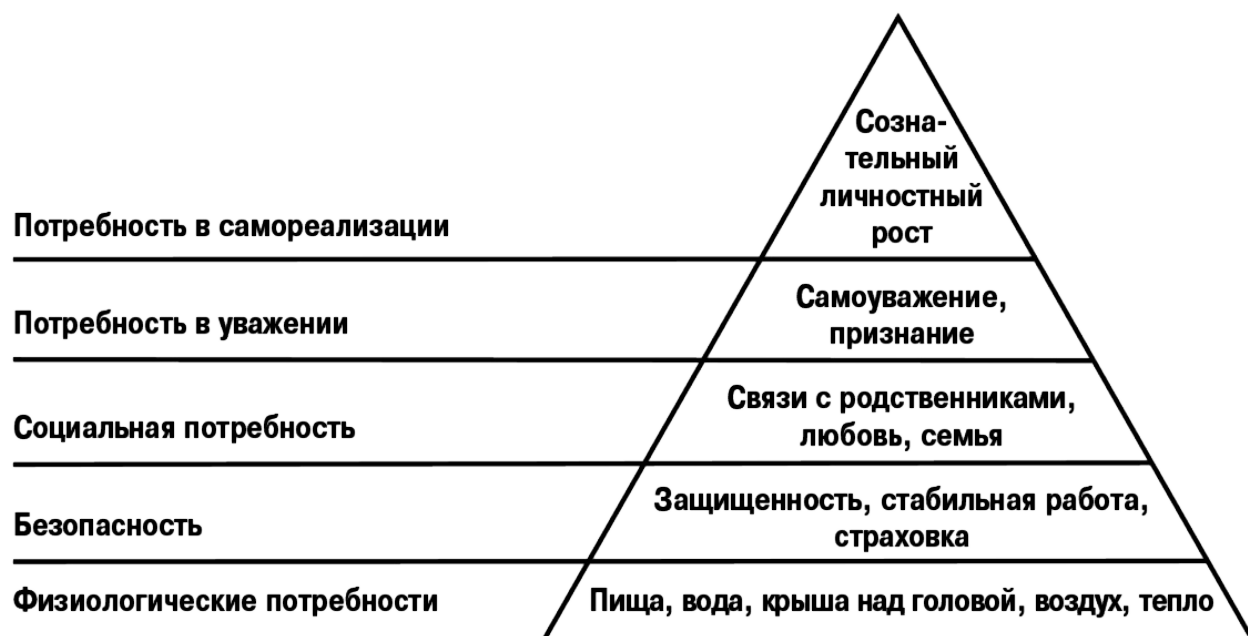 Созна-
тельный
личностный
рост
Потребность в самореализации
Самоуважение,
признание
Потребность в уважении
Связи с родственниками,
любовь, семья
Социальная потребность
Защищенность, стабильная работа,
страховка
Безопасность
Физиологические потребности
Пища, вода, крыша над головой, воздух, тепло